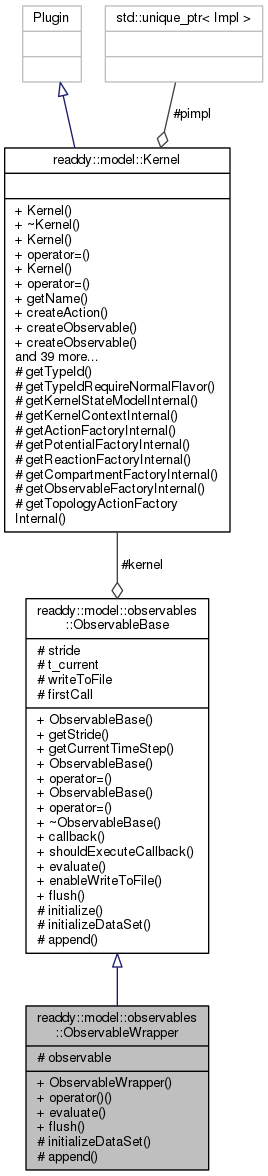 Plugin
std::unique_ptr< Impl >
#pimpl
readdy::model::Kernel
+ Kernel()
+ ~Kernel()
+ Kernel()
+ operator=()
+ Kernel()
+ operator=()
+ getName()
+ createAction()
+ createObservable()
+ createObservable()
and 39 more...
# getTypeId()
# getTypeIdRequireNormalFlavor()
# getKernelStateModelInternal()
# getKernelContextInternal()
# getActionFactoryInternal()
# getPotentialFactoryInternal()
# getReactionFactoryInternal()
# getCompartmentFactoryInternal()
# getObservableFactoryInternal()
# getTopologyActionFactory
Internal()
#kernel
readdy::model::observables
::ObservableBase
# stride
# t_current
# writeToFile
# firstCall
+ ObservableBase()
+ getStride()
+ getCurrentTimeStep()
+ ObservableBase()
+ operator=()
+ ObservableBase()
+ operator=()
+ ~ObservableBase()
+ callback()
+ shouldExecuteCallback()
+ evaluate()
+ enableWriteToFile()
+ flush()
# initialize()
# initializeDataSet()
# append()
readdy::model::observables
::ObservableWrapper
# observable
+ ObservableWrapper()
+ operator()()
+ evaluate()
+ flush()
# initializeDataSet()
# append()